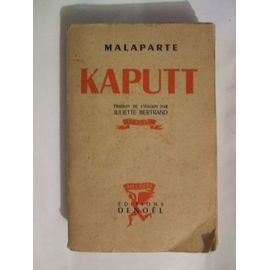 MALAPARTE
KAPUTT
TRADUIT DE L'ITALIEN PAR
JULIETTE BERTRAND
ÉDITIONS
DENOËL